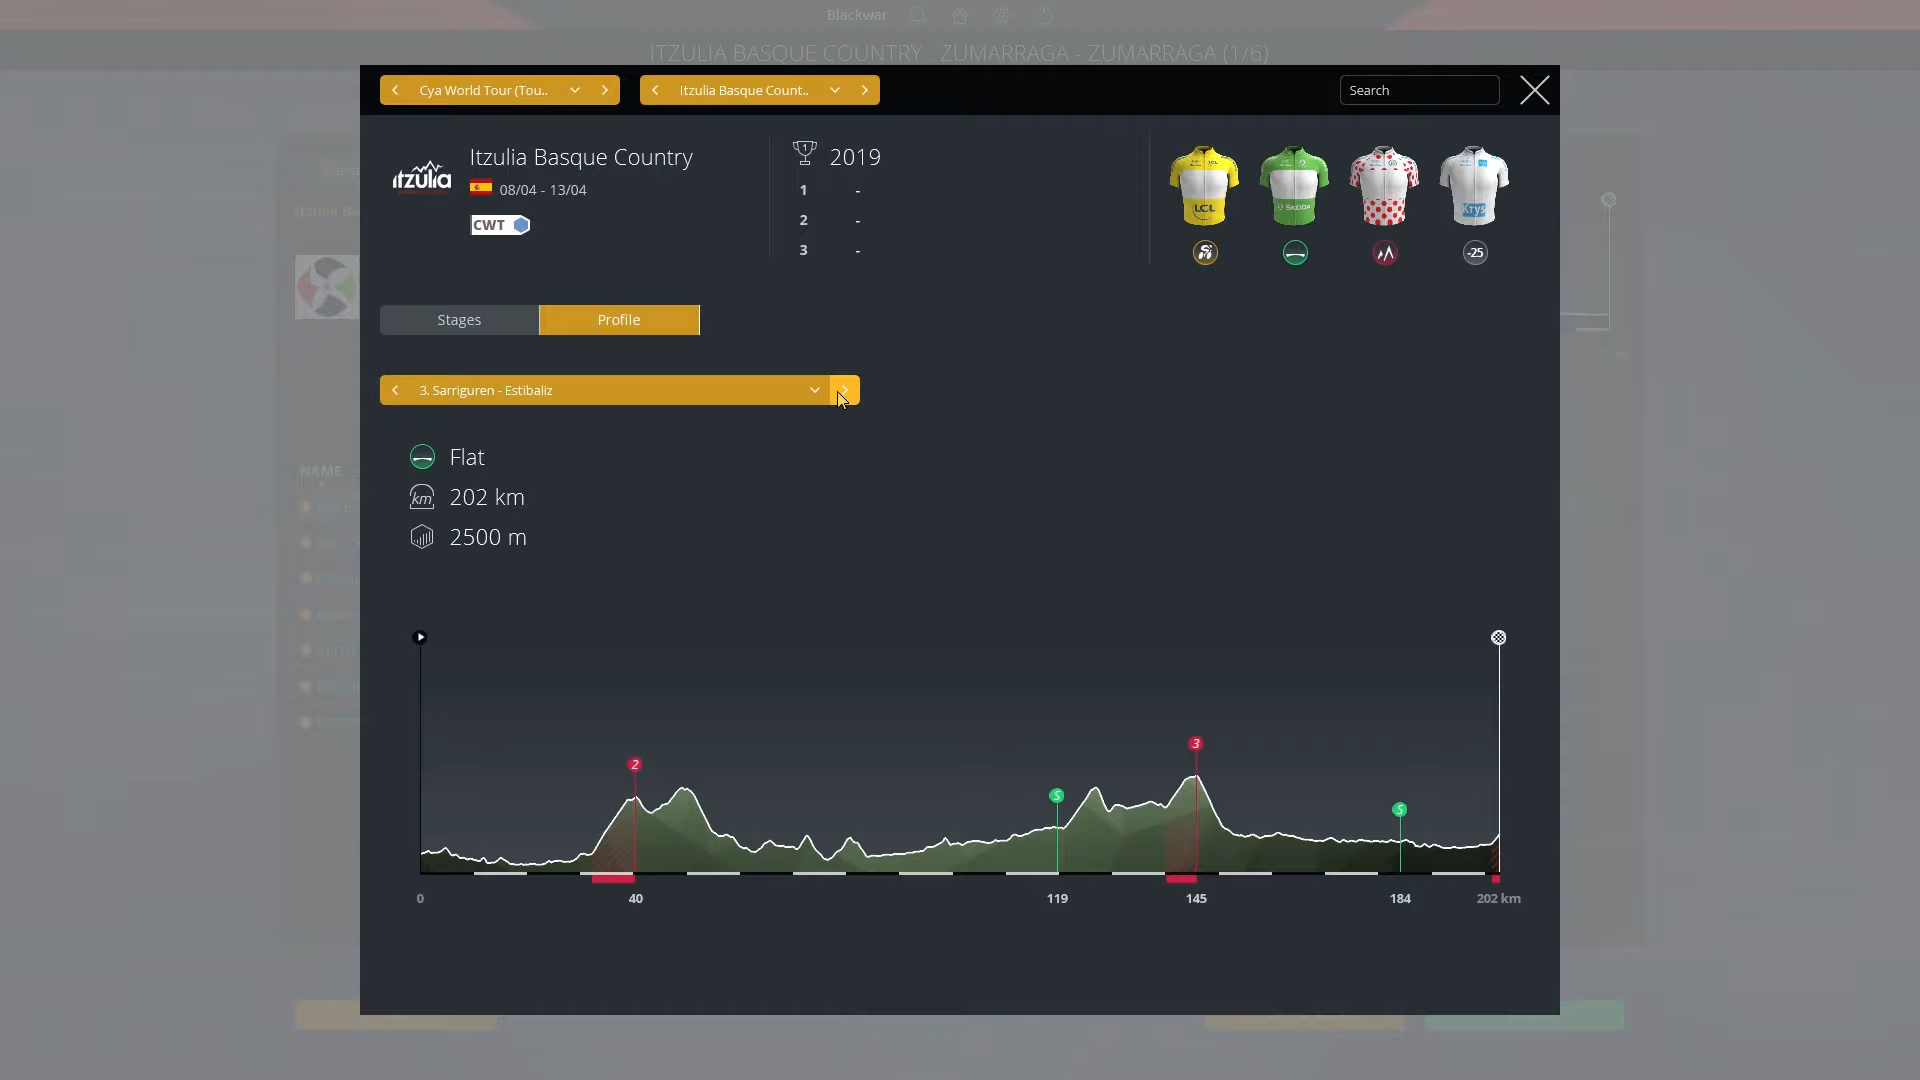 Blackwar
ITZULIA BASQUE COUNTRY - ZUMARRAGA - ZUMARRAGA (1/6)
Cya World Tour (Tou..
Itzulia Basque Count..
Search
itzulia
Itzulia Basque Country
08/04 - 13/04
CWT
1
2019
1 -
2 -
3 -
LCL
ŠKODA
Krys
-25
Stages
Profile
3. Sarriguren - Estibaliz
Flat
km
202 km
2500 m
NAME
2
3
S
S
0
40
119
145
184
202 km